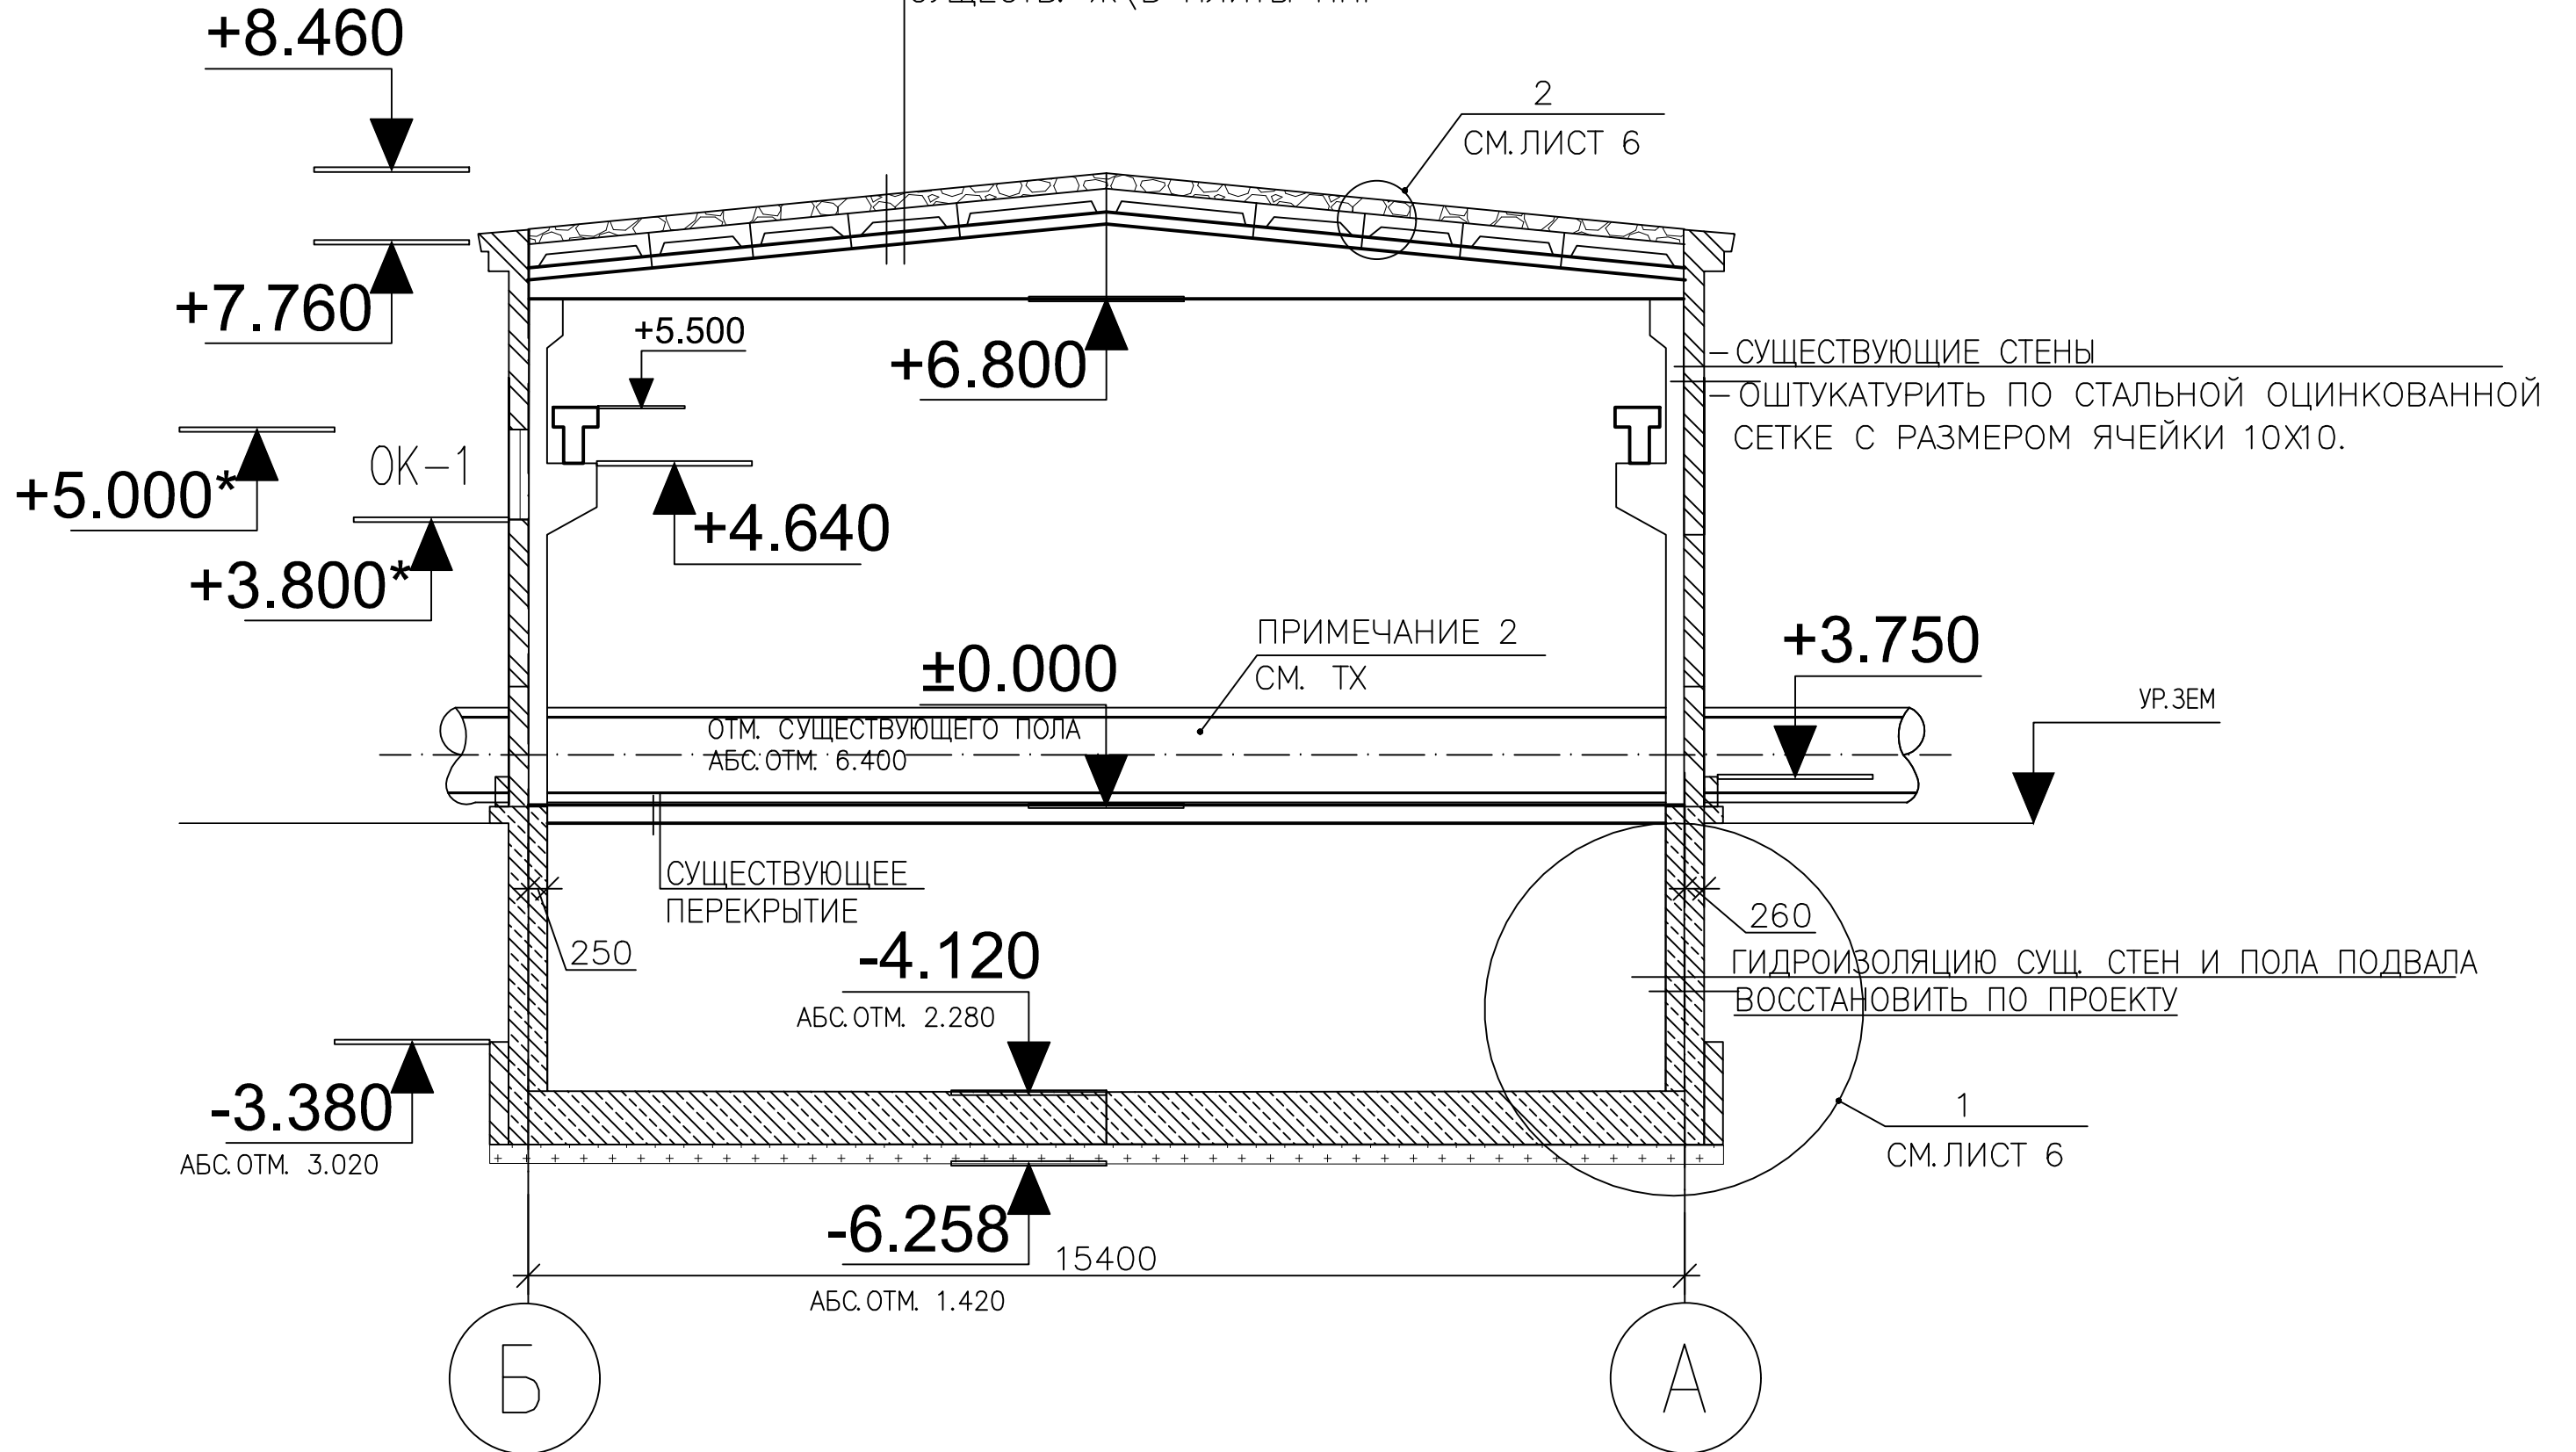 +8.460
2
СМ.ЛИСТ 6
+7.760
+5.500
+6.800
– СУЩЕСТВУЮЩИЕ СТЕНЫ
– ОШТУКАТУРИТЬ ПО СТАЛЬНОЙ ОЦИНКОВАННОЙ
СЕТКЕ С РАЗМЕРОМ ЯЧЕЙКИ 10X10.
ОК-1
+5.000*
+4.640
+3.800*
ПРИМЕЧАНИЕ 2
СМ. ТХ
±0.000
+3.750
УР.ЗЕМ
ОТМ. СУЩЕСТВУЮЩЕГО ПОЛА
АБС.ОТМ. 6.400
СУЩЕСТВУЮЩЕЕ
ПЕРЕКРЫТИЕ
250
260
-4.120
АБС.ОТМ. 2.280
ГИДРОИЗОЛЯЦИЮ СУЩ. СТЕН И ПОЛА ПОДВАЛА
ВОССТАНОВИТЬ ПО ПРОЕКТУ
-3.380
АБС.ОТМ. 3.020
1
СМ.ЛИСТ 6
-6.258
15400
АБС.ОТМ. 1.420
Б
А